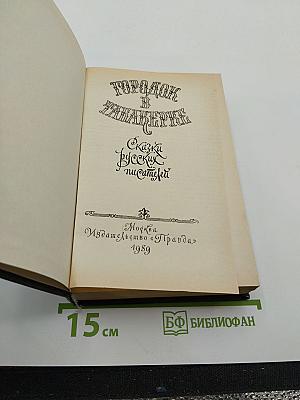 ГОРОДОК
В
ТАБАКЕРКЕ
Сказки
русских
писателей
Москва
Издательство «Правда»
1989
15 см
БФ БИБЛИОФАН